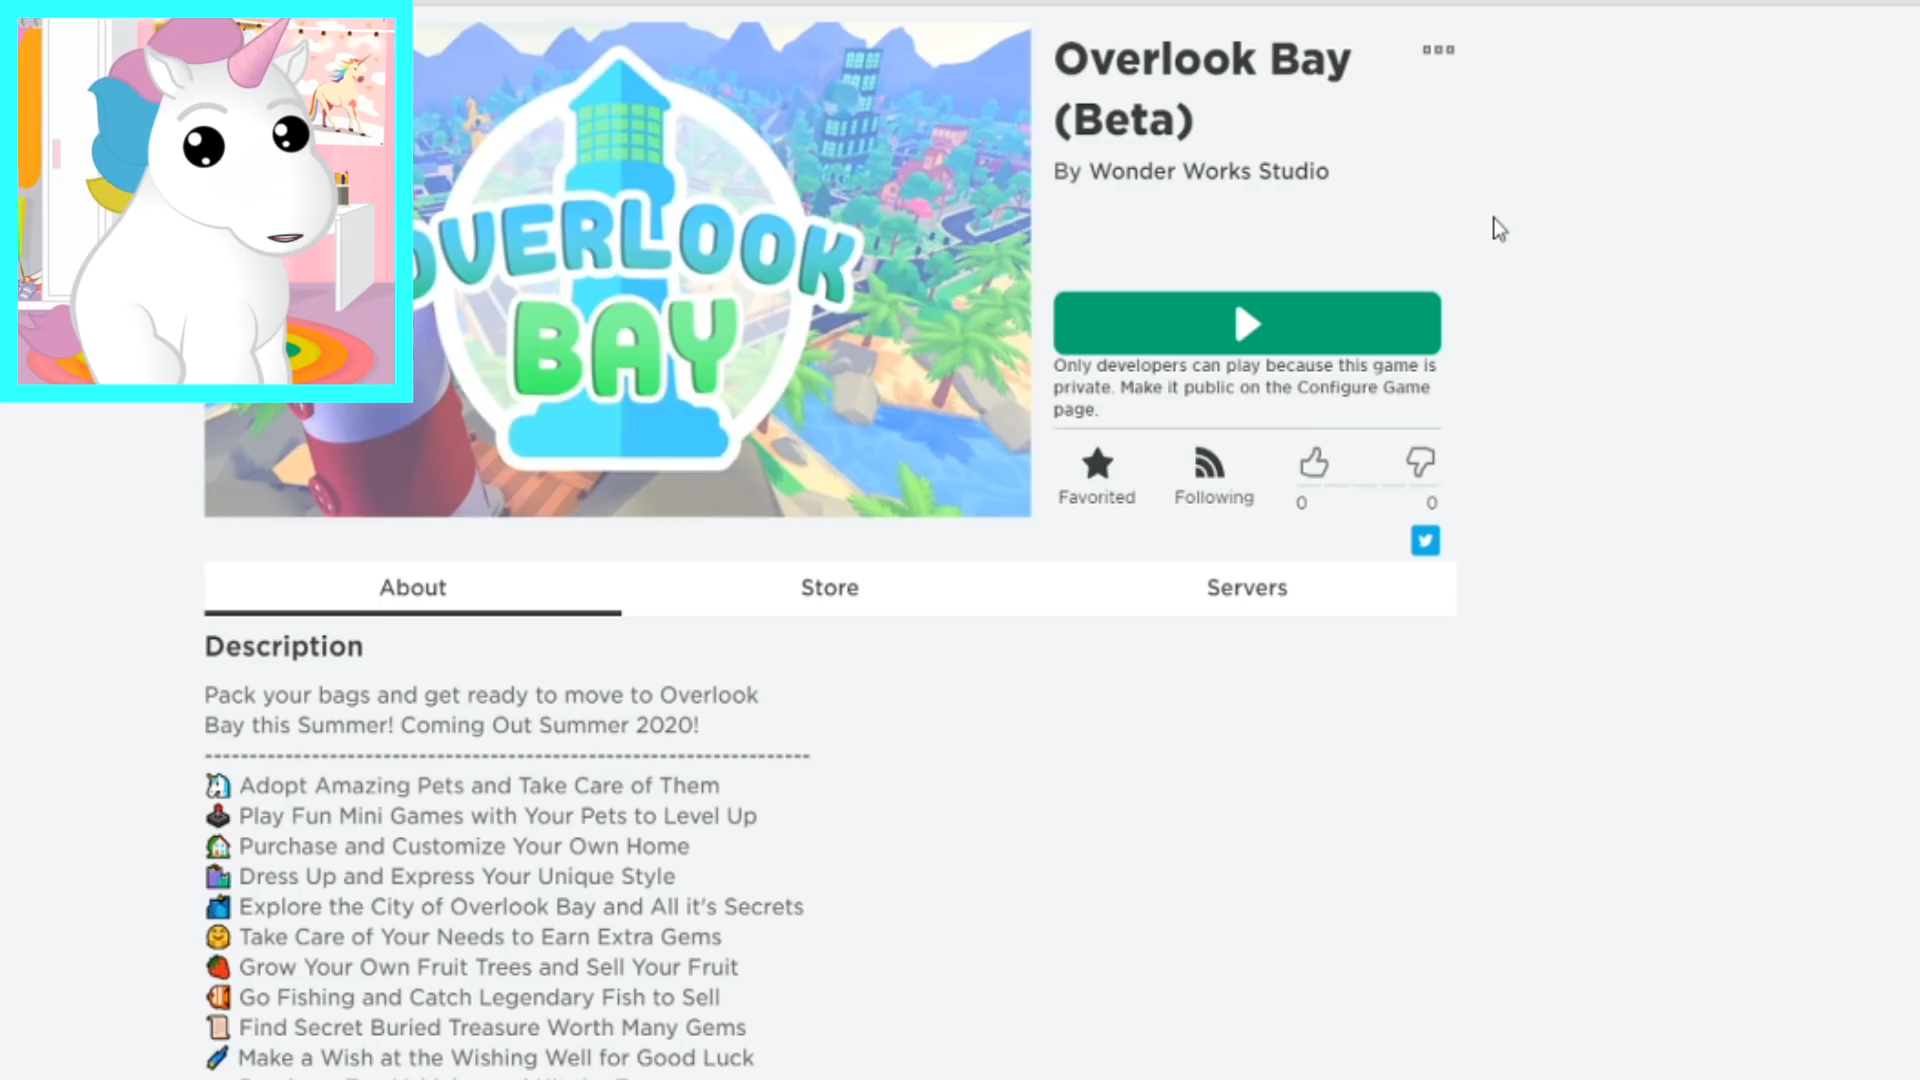 OVERLOOK
BAY
Overlook Bay
(Beta)
By Wonder Works Studio
Only developers can play because this game is
private. Make it public on the Configure Game
page.
Favorited
Following
0
0
About
Store
Servers
Description
Pack your bags and get ready to move to Overlook
Bay this Summer! Coming Out Summer 2020!
--------------------------------------------------------------
Adopt Amazing Pets and Take Care of Them
Play Fun Mini Games with Your Pets to Level Up
Purchase and Customize Your Own Home
Dress Up and Express Your Unique Style
Explore the City of Overlook Bay and All it's Secrets
Take Care of Your Needs to Earn Extra Gems
Grow Your Own Fruit Trees and Sell Your Fruit
Go Fishing and Catch Legendary Fish to Sell
Find Secret Buried Treasure Worth Many Gems
Make a Wish at the Wishing Well for Good Luck